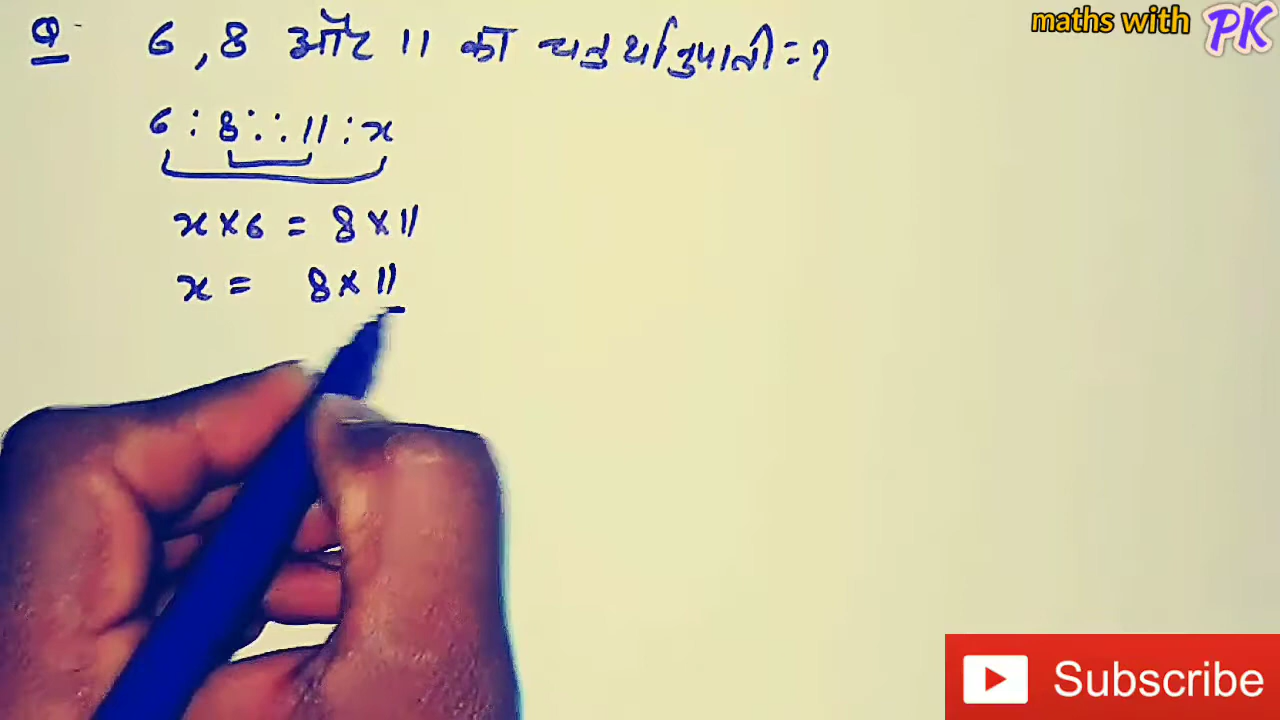 maths with PK
Q 6, 8 और 11 का चतुर्थानुपाती = ?
6 : 8 :: 11 : x
x × 6 = 8 × 11
x = 8 × 11
Subscribe